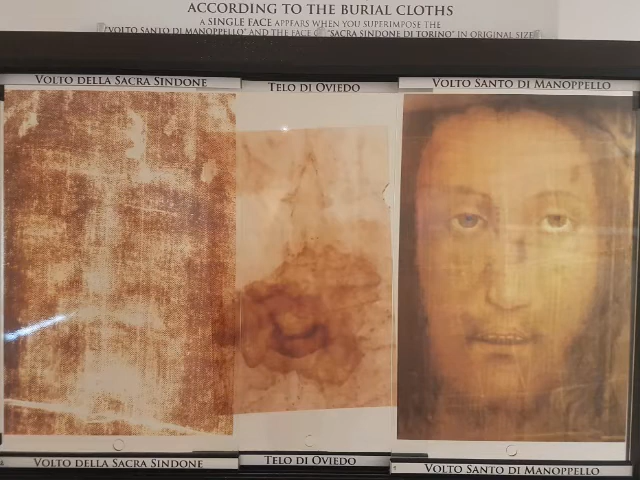 ACCORDING TO THE BURIAL CLOTHS
A SINGLE FACE APPEARS WHEN YOU SUPERIMPOSE THE
"VOLTO SANTO DI MANOPPELLO" AND THE FACE OF "SACRA SINDONE DI TORINO" IN ORIGINAL SIZE
VOLTO DELLA SACRA SINDONE
TELO DI OVIEDO
VOLTO SANTO DI MANOPPELLO
VOLTO DELLA SACRA SINDONE
TELO DI OVIEDO
VOLTO SANTO DI MANOPPELLO